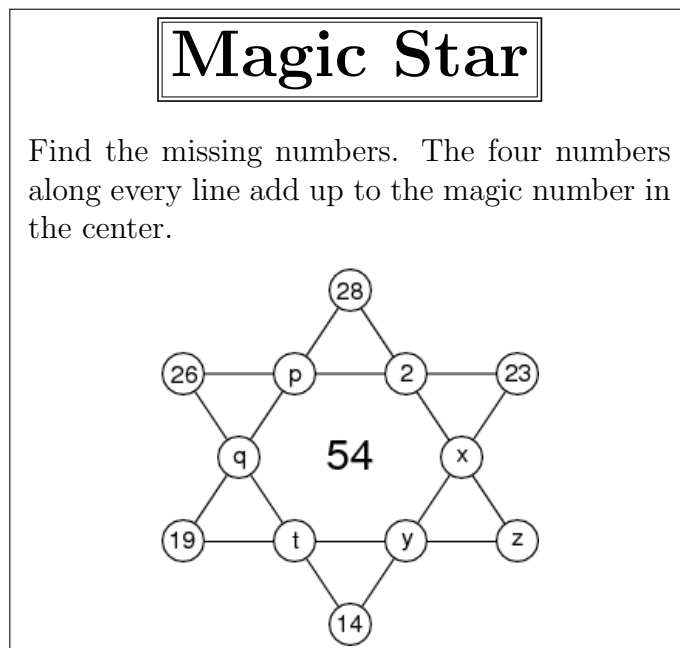 Magic Star
Find the missing numbers. The four numbers
along every line add up to the magic number in
the center.
28
26 p 2 23
q 54 x
19 t y z
14